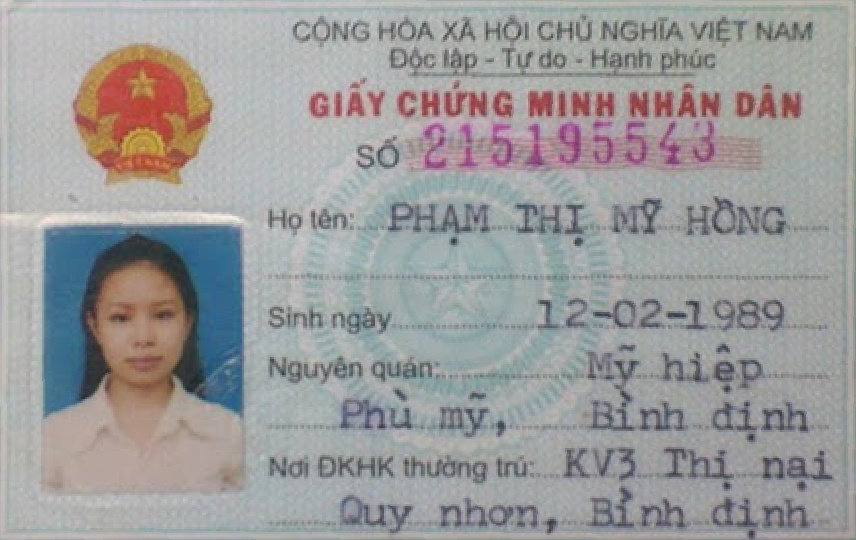 CỘNG HÒA XÃ HỘI CHỦ NGHĨA VIỆT NAM
Độc lập - Tự do - Hạnh phúc
GIẤY CHỨNG MINH NHÂN DÂN
SỐ 215195543
Họ tên: PHẠM THỊ MỸ HỒNG
Sinh ngày 12-02-1989
Nguyên quán: Mỹ hiệp
Phù mỹ, Bình định
Nơi ĐKHK thường trú: KV3 Thị nại
Quy nhơn, Bình định
VIỆT NAM